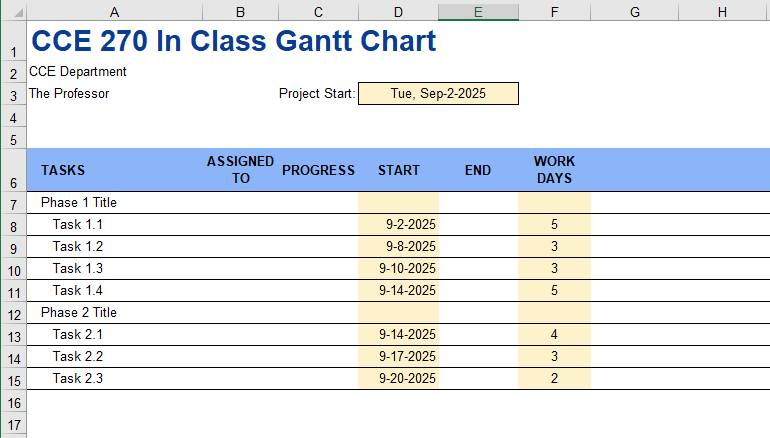 A B C D E F G H
1 CCE 270 In Class Gantt Chart
2 CCE Department
3 The Professor Project Start: Tue, Sep-2-2025
4
5
6 TASKS ASSIGNED TO PROGRESS START END WORK DAYS
7 Phase 1 Title
8 Task 1.1 9-2-2025 5
9 Task 1.2 9-8-2025 3
10 Task 1.3 9-10-2025 3
11 Task 1.4 9-14-2025 5
12 Phase 2 Title
13 Task 2.1 9-14-2025 4
14 Task 2.2 9-17-2025 3
15 Task 2.3 9-20-2025 2
16
17